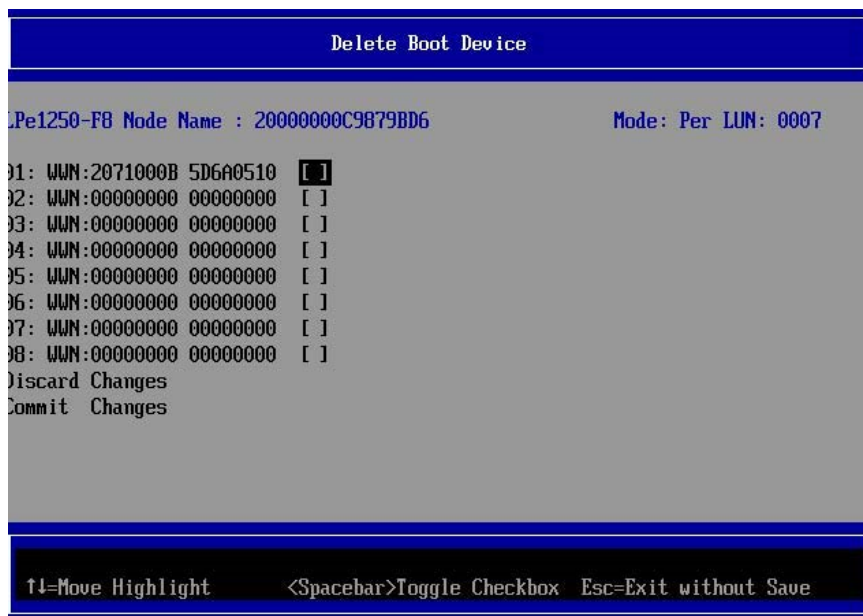 Delete Boot Device
LPe1250-F8 Node Name : 20000000C9879BD6 Mode: Per LUN: 0007
01: WWN:2071000B 5D6A0510 [ ]
02: WWN:00000000 00000000 [ ]
03: WWN:00000000 00000000 [ ]
04: WWN:00000000 00000000 [ ]
05: WWN:00000000 00000000 [ ]
06: WWN:00000000 00000000 [ ]
07: WWN:00000000 00000000 [ ]
08: WWN:00000000 00000000 [ ]
Discard Changes
Commit Changes
↑↓=Move Highlight <Spacebar>Toggle Checkbox Esc=Exit without Save